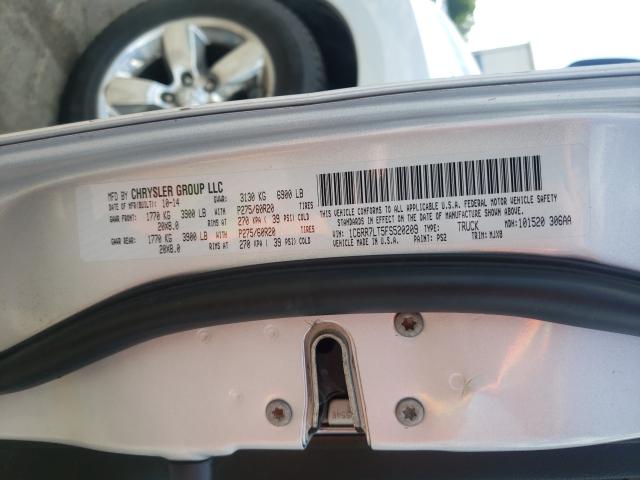 MFD BY CHRYSLER GROUP LLC GVWR: 3130 KG 6900 LB
DATE OF MFR/BUILT: 10-14
GAWR FRONT: 1770 KG 3900 LB P275/60R20 TIRES
20X8.0 RIMS AT 270 KPA ( 39 PSI) COLD
GAWR REAR: 1770 KG 3900 LB P275/60R20 TIRES
20X8.0 RIMS AT 270 KPA ( 39 PSI) COLD
THIS VEHICLE CONFORMS TO ALL APPLICABLE U.S.A. FEDERAL MOTOR VEHICLE SAFETY
STANDARDS IN EFFECT ON THE DATE OF MANUFACTURE SHOWN ABOVE.
VIN: 1C6RR7LT5FS520209 TYPE: TRUCK MDH: 101520 306AA
VEHICLE MADE IN U.S.A. PAINT: PS2 TRIM: MJX8